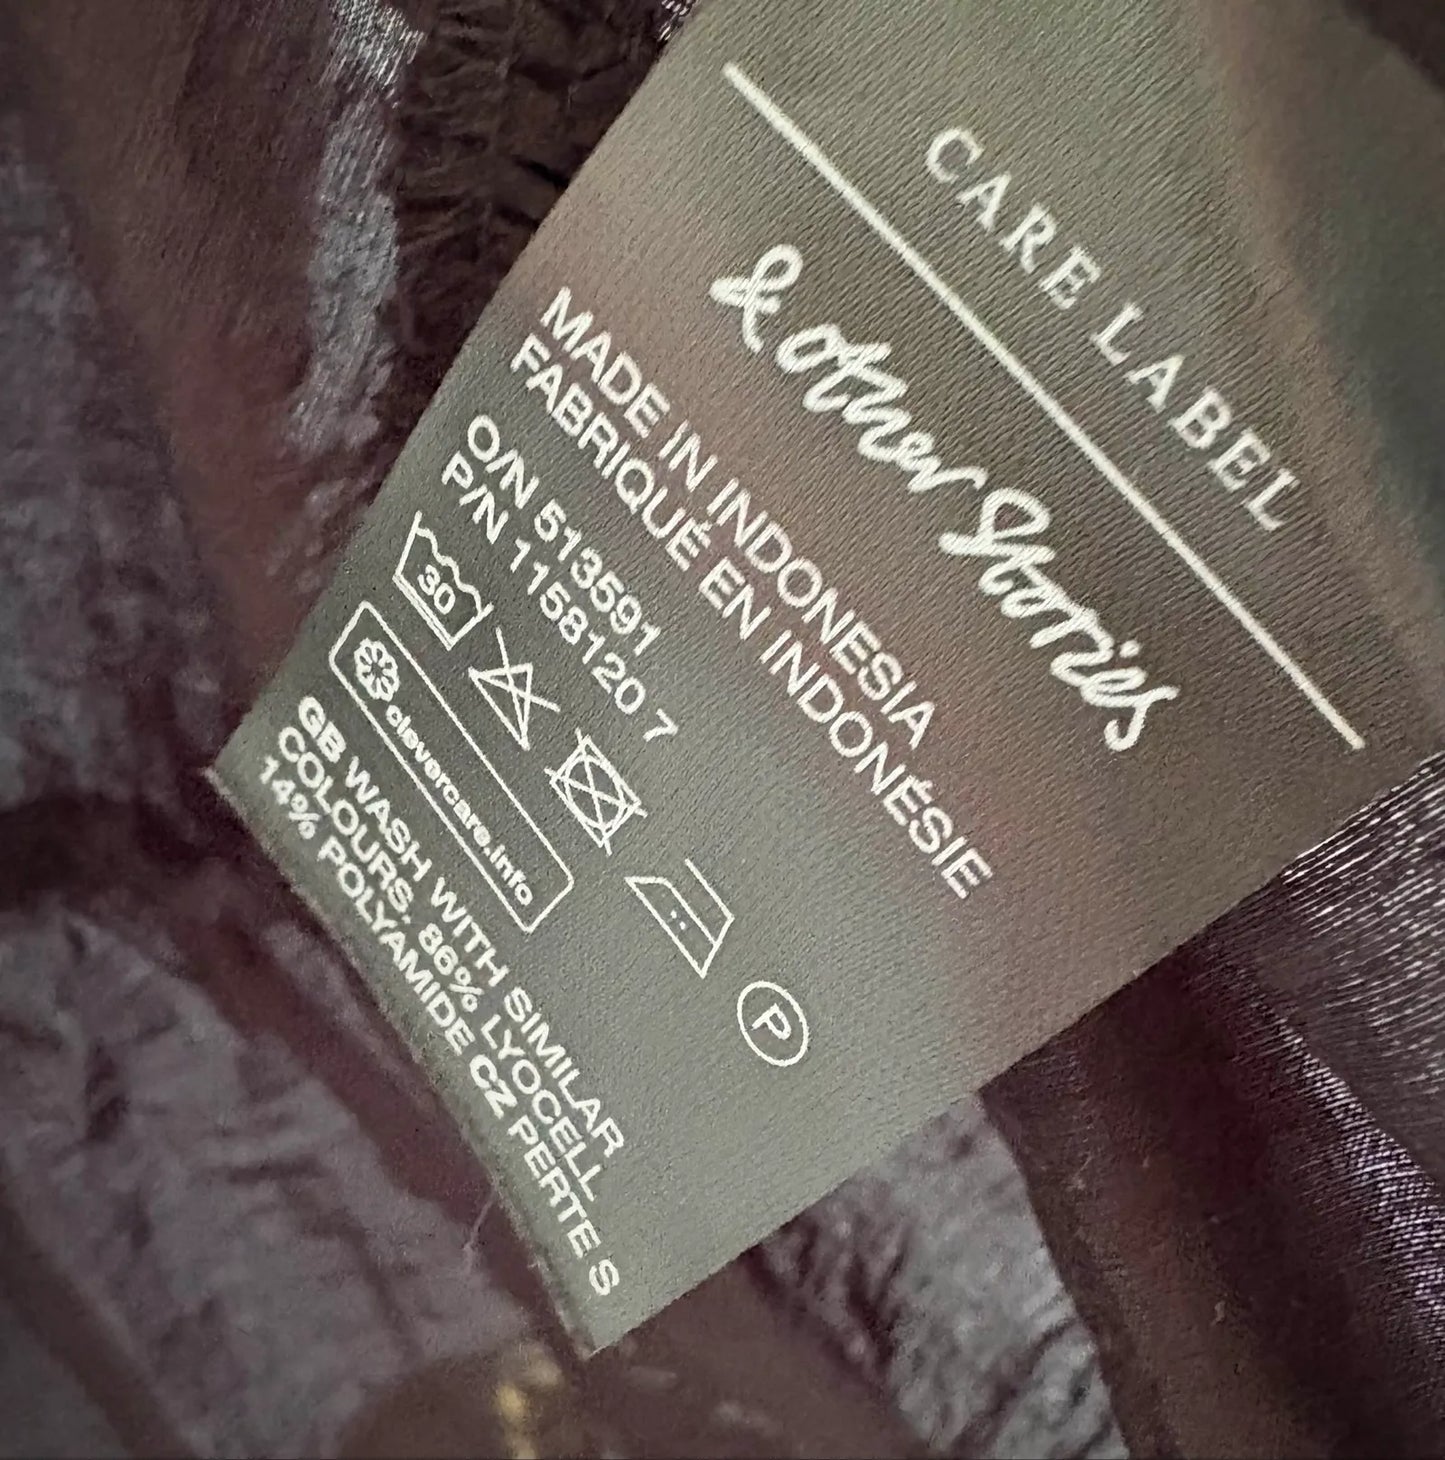 CARE LABEL
& other Stories
MADE IN INDONESIA
FABRIQUÉ EN INDONÉSIE
O/N 513591
P/N 1158120 7
30
P
clevercare.info
GB WASH WITH SIMILAR
COLOURS. 86% LYOCELL
14% POLYAMIDE CZ PERTE S